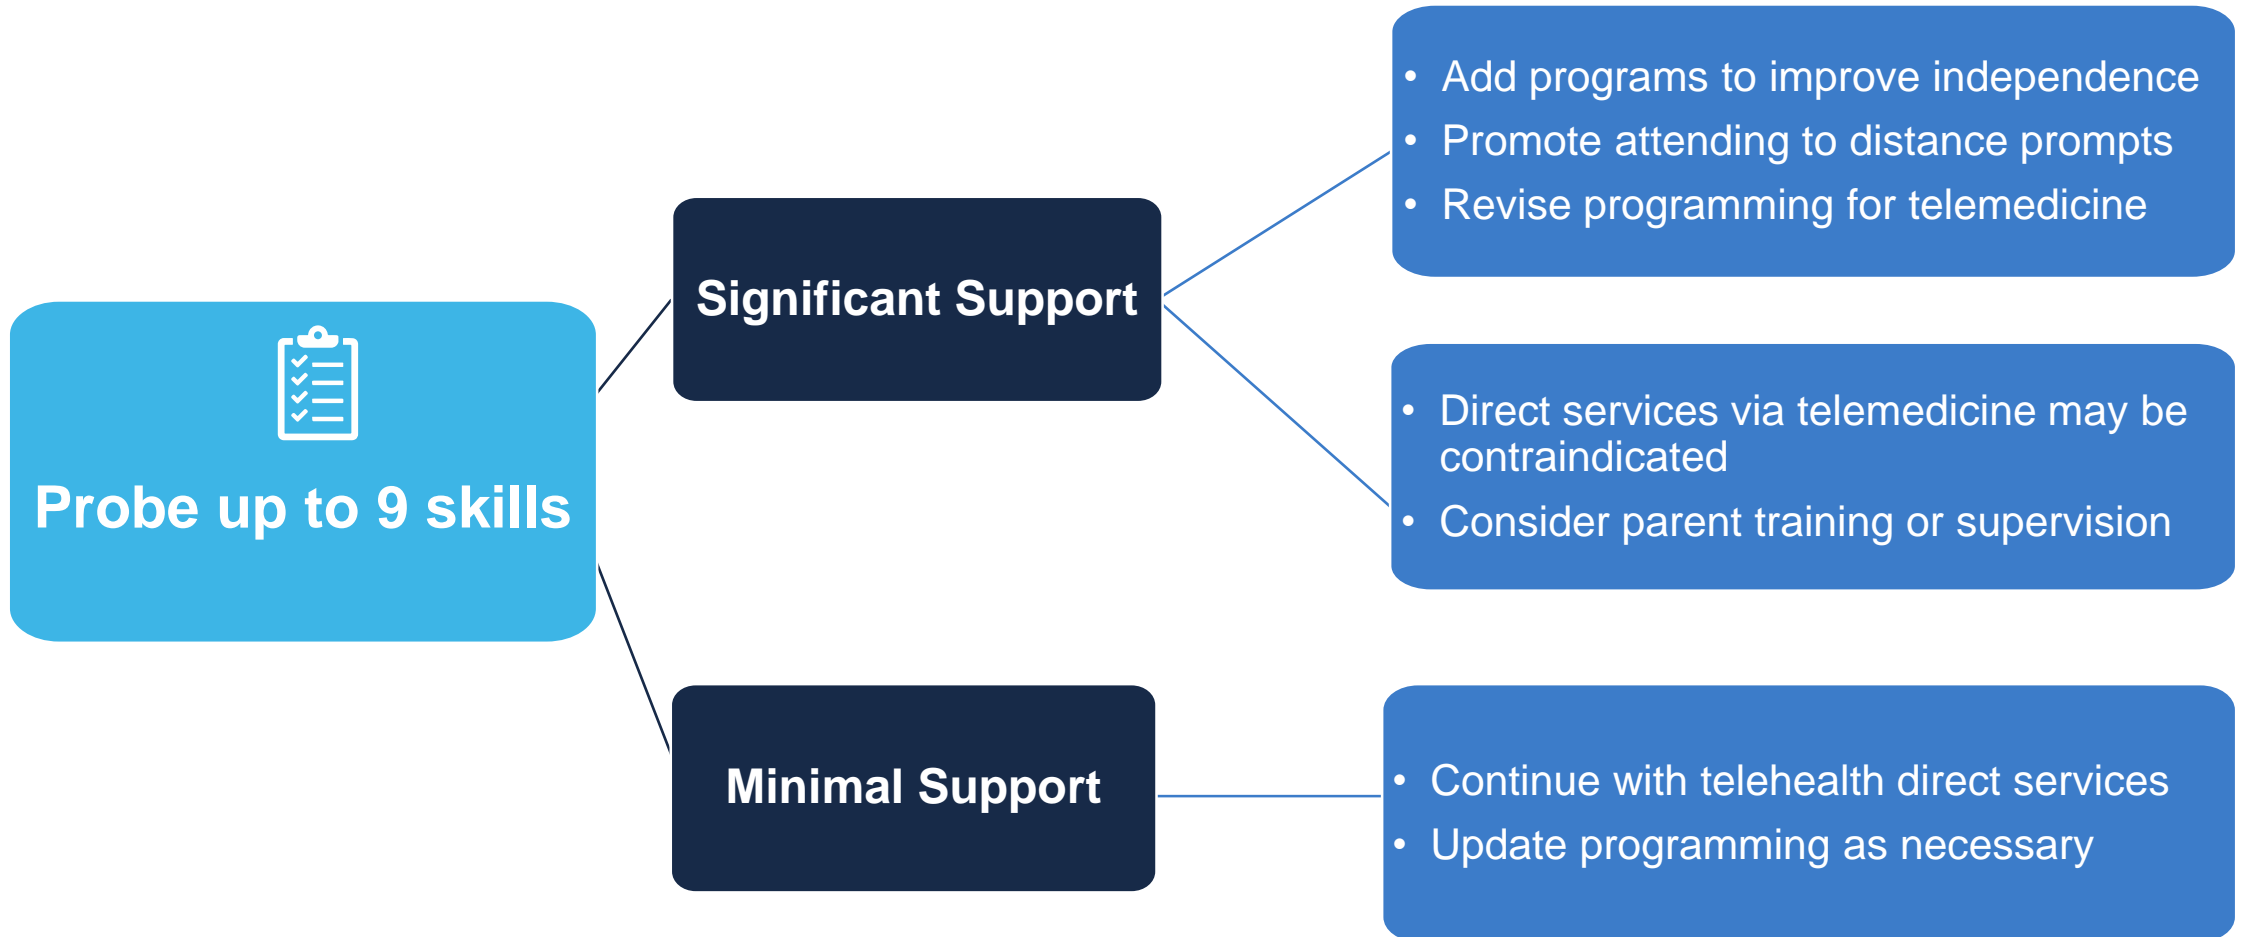 Probe up to 9 skills
Significant Support
• Add programs to improve independence
• Promote attending to distance prompts
• Revise programming for telemedicine
• Direct services via telemedicine may be
contraindicated
• Consider parent training or supervision
Minimal Support
• Continue with telehealth direct services
• Update programming as necessary